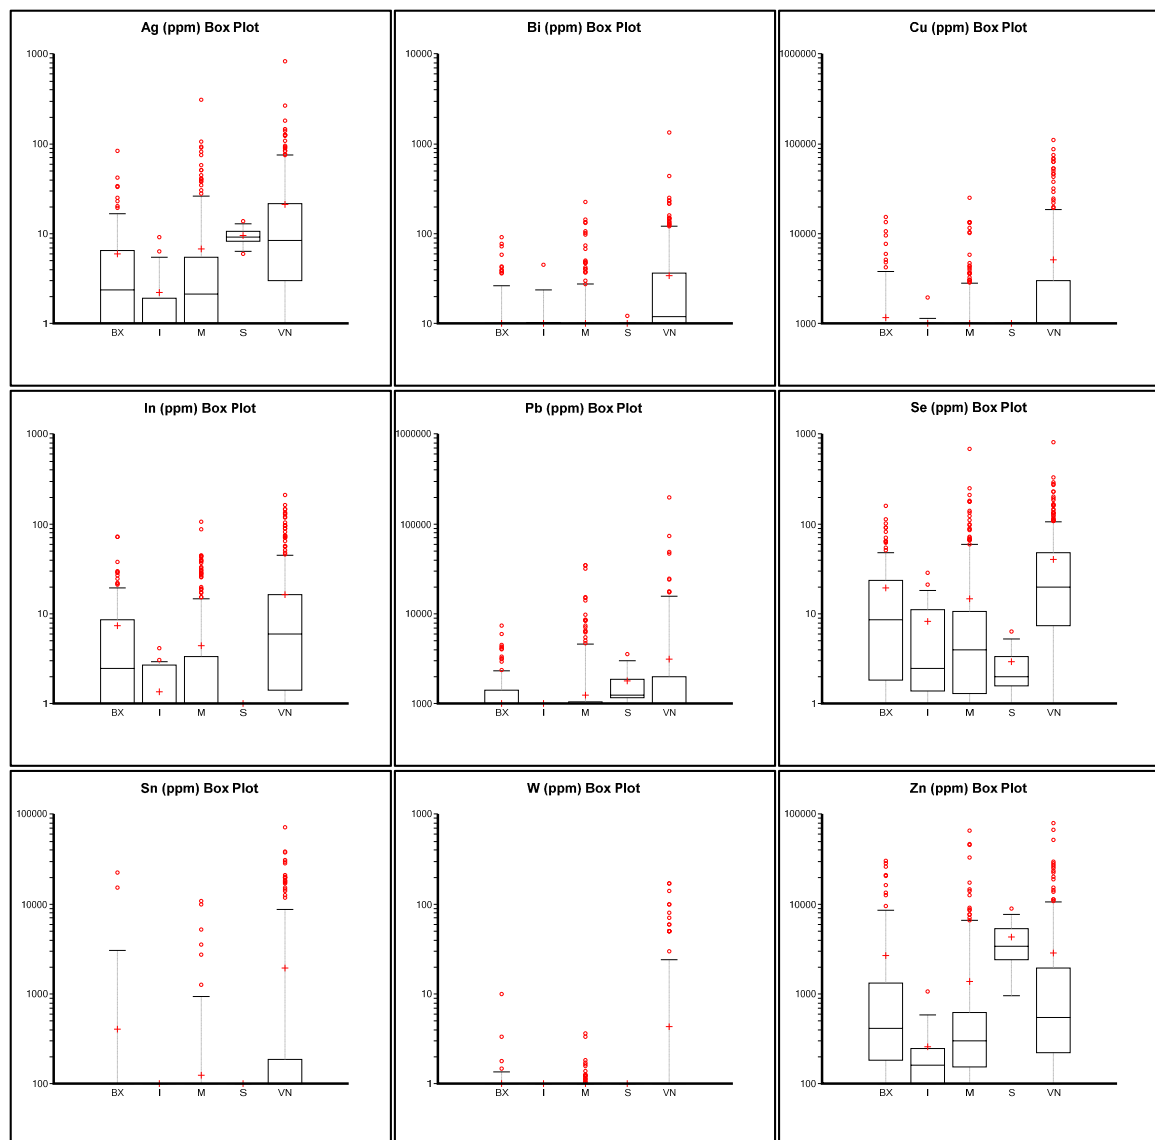 Ag (ppm) Box Plot
1000
100
10
1
BX I M S VN
Bi (ppm) Box Plot
10000
1000
100
10
BX I M S VN
Cu (ppm) Box Plot
1000000
100000
10000
1000
BX I M S VN
In (ppm) Box Plot
1000
100
10
1
BX I M S VN
Pb (ppm) Box Plot
1000000
100000
10000
1000
BX I M S VN
Se (ppm) Box Plot
1000
100
10
1
BX I M S VN
Sn (ppm) Box Plot
100000
10000
1000
100
BX I M S VN
W (ppm) Box Plot
1000
100
10
1
BX I M S VN
Zn (ppm) Box Plot
100000
10000
1000
100
BX I M S VN